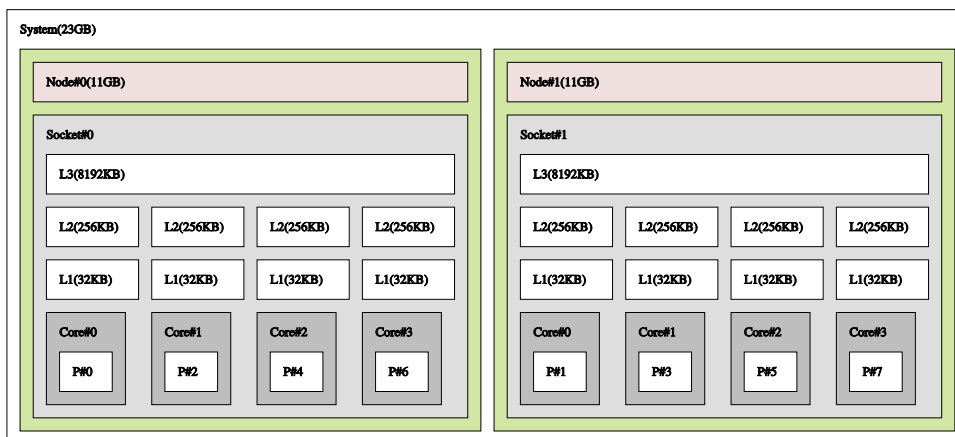 System(23GB)
Node#0(11GB)
Node#1(11GB)
Socket#0
Socket#1
L3(8192KB)
L3(8192KB)
L2(256KB) L2(256KB) L2(256KB) L2(256KB)
L2(256KB) L2(256KB) L2(256KB) L2(256KB)
L1(32KB) L1(32KB) L1(32KB) L1(32KB)
L1(32KB) L1(32KB) L1(32KB) L1(32KB)
Core#0 Core#1 Core#2 Core#3
Core#0 Core#1 Core#2 Core#3
P#0 P#2 P#4 P#6
P#1 P#3 P#5 P#7